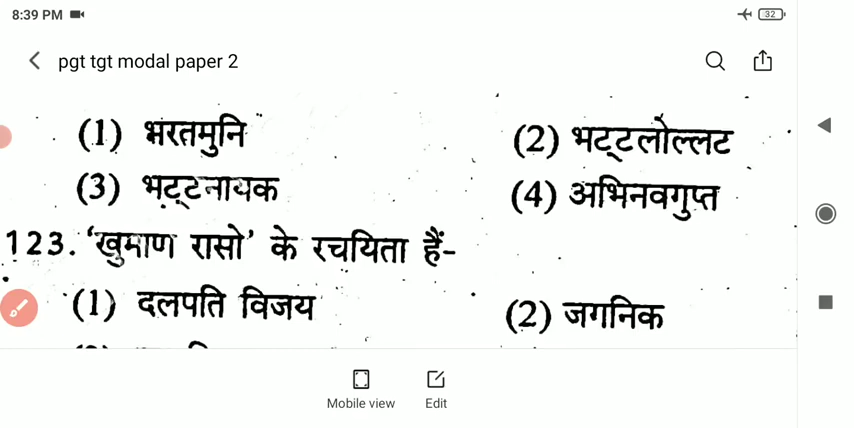 8:39 PM
32
pgt tgt modal paper 2
(1) भरतमुनि (2) भट्टलोल्लट
(3) भट्टनायक (4) अभिनवगुप्त
123. ‘खुमाण रासो’ के रचयिता हैं-
(1) दलपति विजय (2) जगनिक
Mobile view Edit